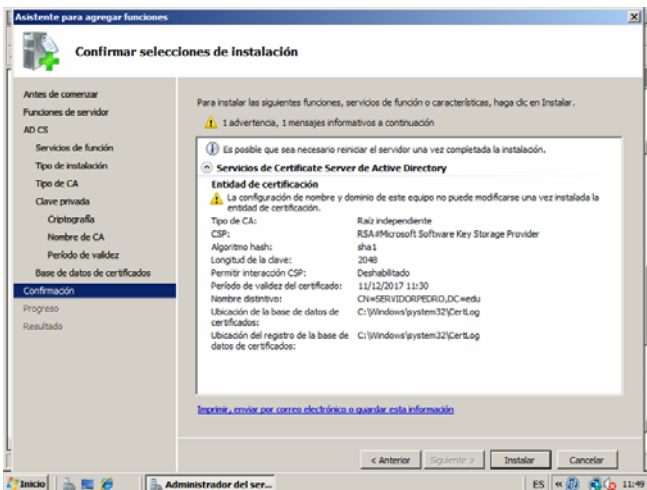 Asistente para agregar funciones
Confirmar selecciones de instalación
Antes de comenzar
Funciones de servidor
AD CS
Servicios de función
Tipo de instalación
Tipo de CA
Clave privada
Criptografía
Nombre de CA
Período de validez
Base de datos de certificados
Confirmación
Progreso
Resultado
Para instalar las siguientes funciones, servicios de función o características, haga clic en Instalar.
1 advertencia, 1 mensajes informativos a continuación
Es posible que sea necesario reiniciar el servidor una vez completada la instalación.
Servicios de Certificate Server de Active Directory
Entidad de certificación
La configuración de nombre y dominio de este equipo no puede modificarse una vez instalada la
entidad de certificación.
Tipo de CA: Raíz independiente
CSP: RSA#Microsoft Software Key Storage Provider
Algoritmo hash: sha1
Longitud de la clave: 2048
Permitir interacción CSP: Deshabilitado
Período de validez del certificado: 11/12/2017 11:30
Nombre distintivo: CN=SERVIDORPEDRO,DC=edu
Ubicación de la base de datos de C:\Windows\system32\CertLog
certificados:
Ubicación del registro de la base de C:\Windows\system32\CertLog
datos de certificados:
Imprimir, enviar por correo electrónico o guardar esta información
< Anterior Siguiente > Instalar Cancelar
Inicio Administrador del ser... ES « 11:49